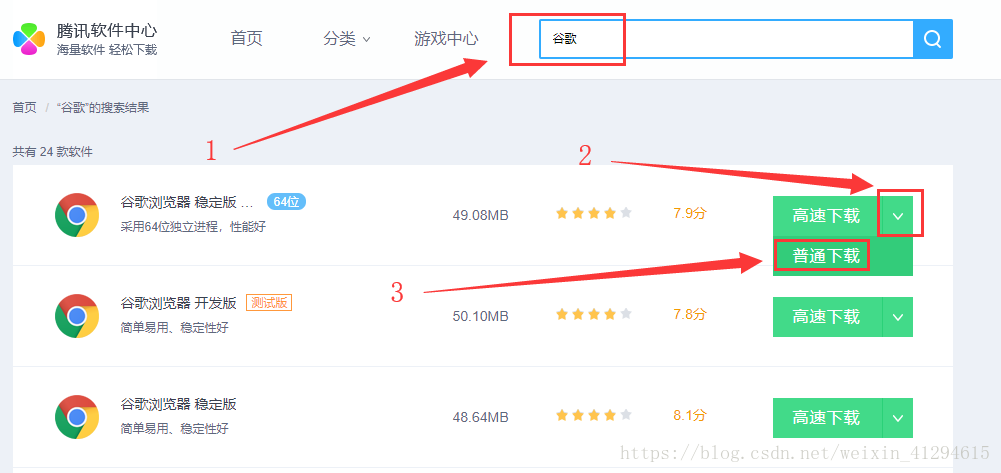 腾讯软件中心
海量软件 轻松下载
首页
分类
游戏中心
谷歌
首页 / “谷歌”的搜索结果
1
2
共有 24 款软件
谷歌浏览器 稳定版 ... 64位
采用64位独立进程，性能好
49.08MB
7.9分
高速下载
普通下载
3
谷歌浏览器 开发版 测试版
简单易用、稳定性好
50.10MB
7.8分
高速下载
谷歌浏览器 稳定版
简单易用、稳定性好
48.64MB
8.1分
高速下载
https://blog.csdn.net/weixin_41294615